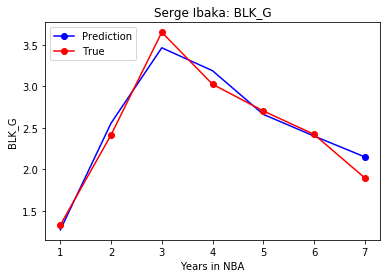 Serge Ibaka: BLK_G
Prediction
True
BLK_G
3.5
3.0
2.5
2.0
1.5
1 2 3 4 5 6 7
Years in NBA